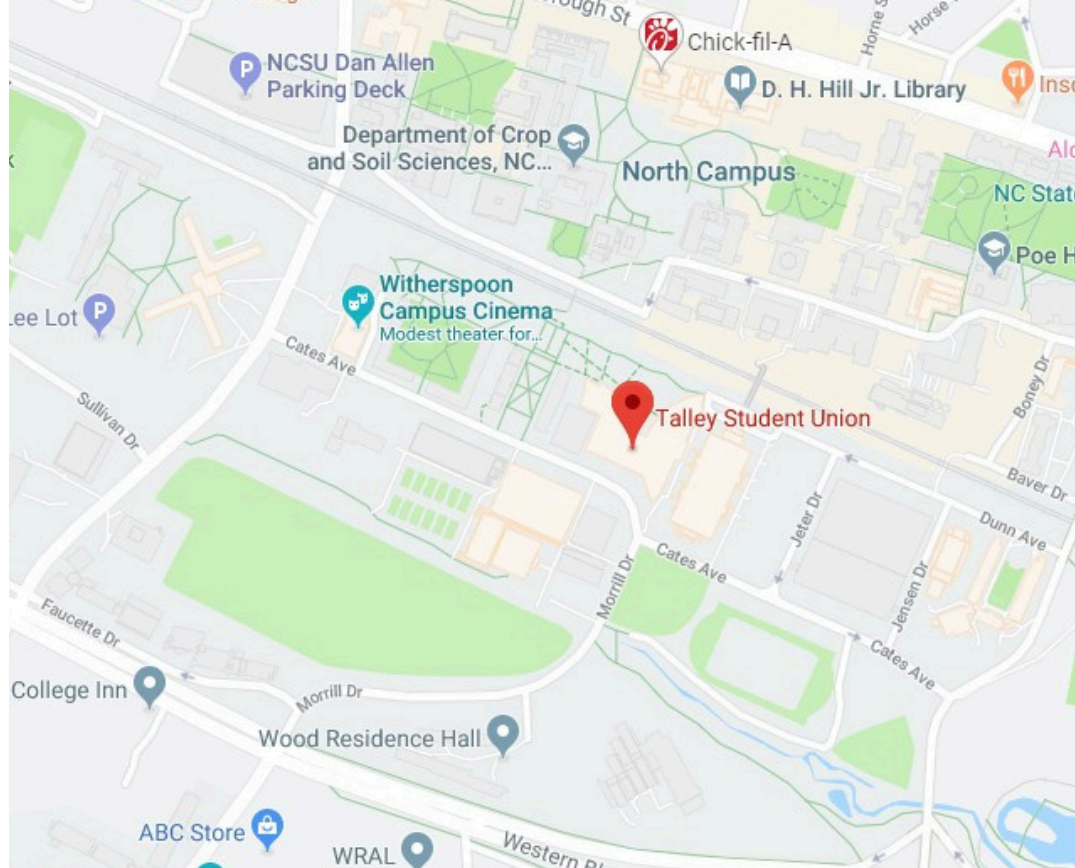 rough St
Horne S
Horse
Chick-fil-A
NCSU Dan Allen
Parking Deck
P
D. H. Hill Jr. Library
Department of Crop
and Soil Sciences, NC...
North Campus
NC Stat
Poe H
Witherspoon
Campus Cinema
Modest theater for...
Lee Lot
P
Cates Ave
Sullivan Dr
Talley Student Union
Boney Dr
Baver Dr
Dunn Ave
Jeter Dr
Cates Ave
Morrill Dr
Jensen Dr
Faucette Dr
Cates Ave
College Inn
Morrill Dr
Wood Residence Hall
ABC Store
WRAL
Western